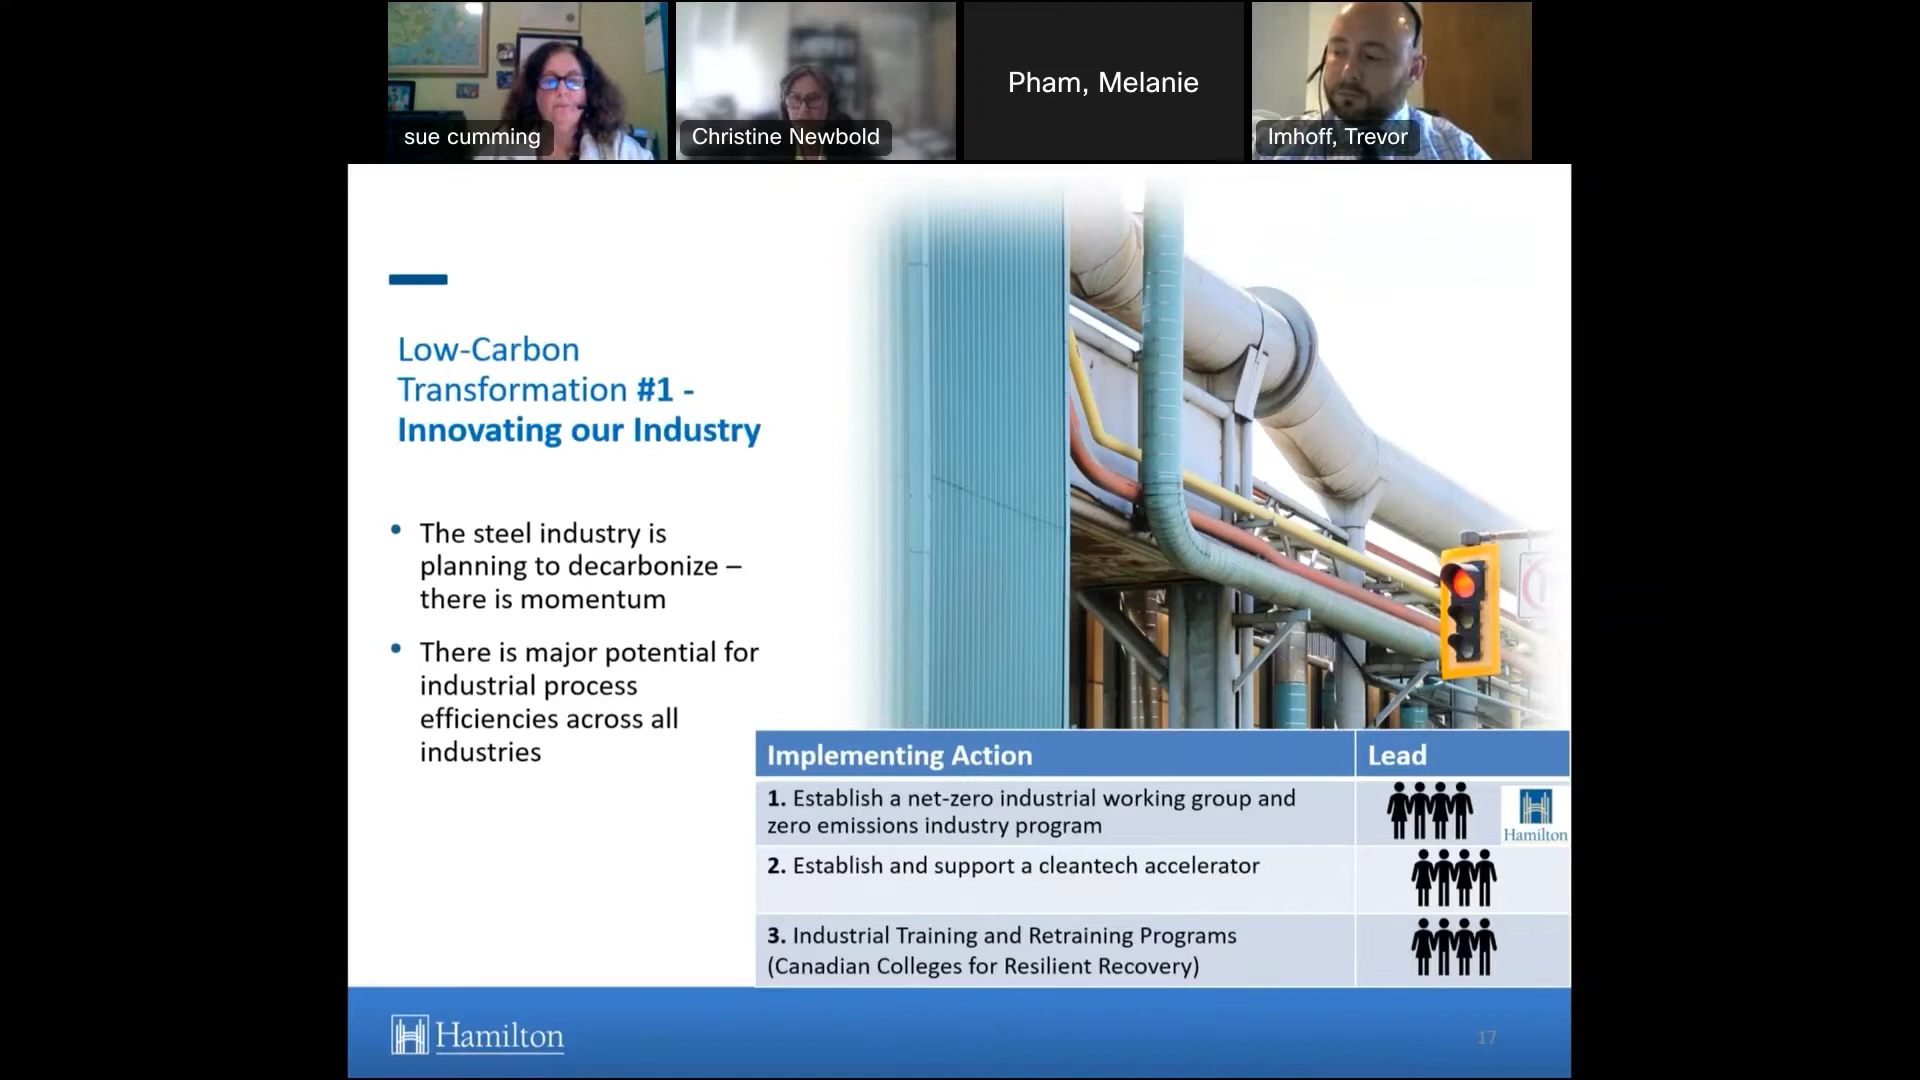 sue cumming
Christine Newbold
Pham, Melanie
Imhoff, Trevor
Low-Carbon
Transformation #1 -
Innovating our Industry
• The steel industry is
planning to decarbonize –
there is momentum
• There is major potential for
industrial process
efficiencies across all
industries
Implementing Action
Lead
1. Establish a net-zero industrial working group and
zero emissions industry program
Hamilton
2. Establish and support a cleantech accelerator
3. Industrial Training and Retraining Programs
(Canadian Colleges for Resilient Recovery)
Hamilton
17